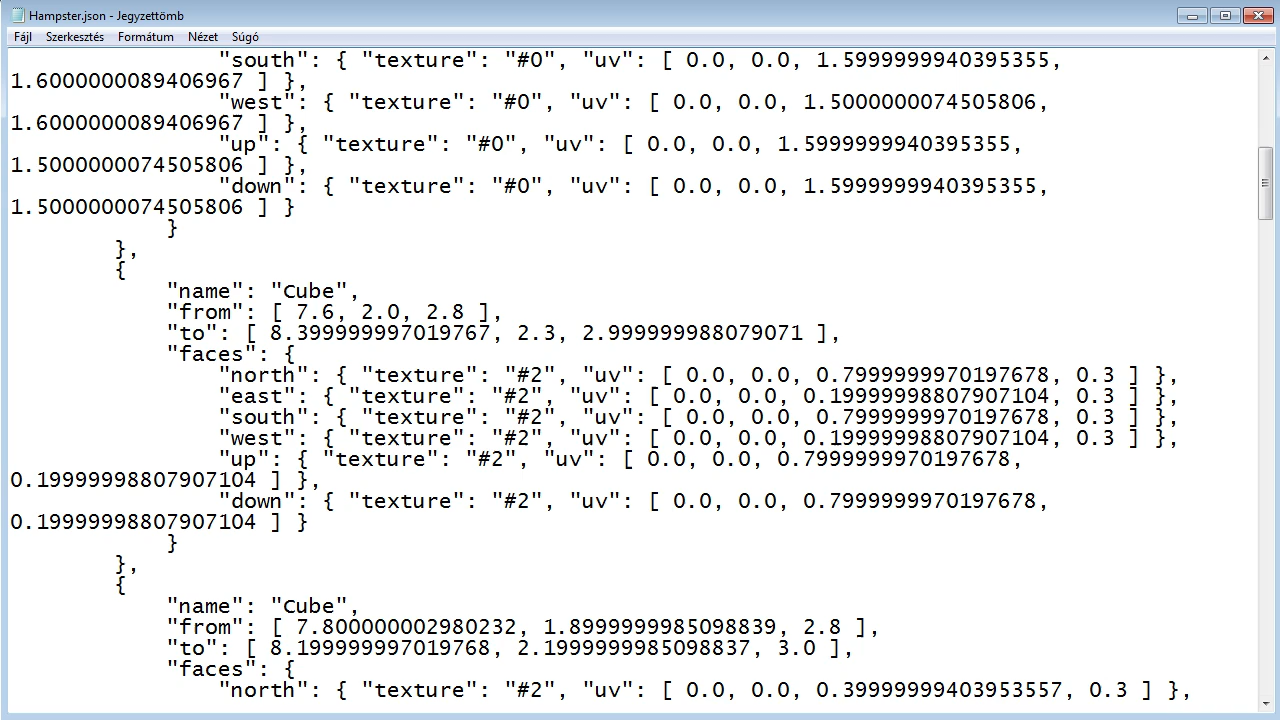 Hampster.json - Jegyzettömb
Fájl Szerkesztés Formátum Nézet Súgó
"south": { "texture": "#0", "uv": [ 0.0, 0.0, 1.5999999940395355,
1.6000000089406967 ] },
"west": { "texture": "#0", "uv": [ 0.0, 0.0, 1.5000000074505806,
1.6000000089406967 ] },
"up": { "texture": "#0", "uv": [ 0.0, 0.0, 1.5999999940395355,
1.5000000074505806 ] },
"down": { "texture": "#0", "uv": [ 0.0, 0.0, 1.5999999940395355,
1.5000000074505806 ] }
}
},
{
"name": "Cube",
"from": [ 7.6, 2.0, 2.8 ],
"to": [ 8.399999997019767, 2.3, 2.999999988079071 ],
"faces": {
"north": { "texture": "#2", "uv": [ 0.0, 0.0, 0.7999999970197678, 0.3 ] },
"east": { "texture": "#2", "uv": [ 0.0, 0.0, 0.19999998807907104, 0.3 ] },
"south": { "texture": "#2", "uv": [ 0.0, 0.0, 0.7999999970197678, 0.3 ] },
"west": { "texture": "#2", "uv": [ 0.0, 0.0, 0.19999998807907104, 0.3 ] },
"up": { "texture": "#2", "uv": [ 0.0, 0.0, 0.7999999970197678,
0.19999998807907104 ] },
"down": { "texture": "#2", "uv": [ 0.0, 0.0, 0.7999999970197678,
0.19999998807907104 ] }
}
},
{
"name": "Cube",
"from": [ 7.800000002980232, 1.8999999985098839, 2.8 ],
"to": [ 8.199999997019768, 2.1999999985098837, 3.0 ],
"faces": {
"north": { "texture": "#2", "uv": [ 0.0, 0.0, 0.39999999403953557, 0.3 ] },